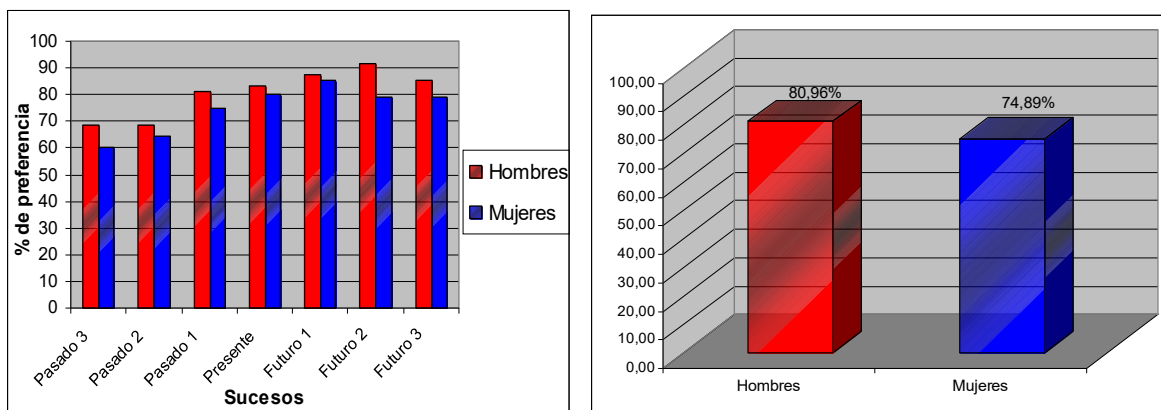 100
90
80
70
60
50
40
30
20
10
0
% de preferencia
Pasado 3
Pasado 2
Pasado 1
Presente
Futuro 1
Futuro 2
Futuro 3
Sucesos
Hombres
Mujeres
100,00
90,00
80,00
70,00
60,00
50,00
40,00
30,00
20,00
10,00
0,00
80,96%
74,89%
Hombres
Mujeres